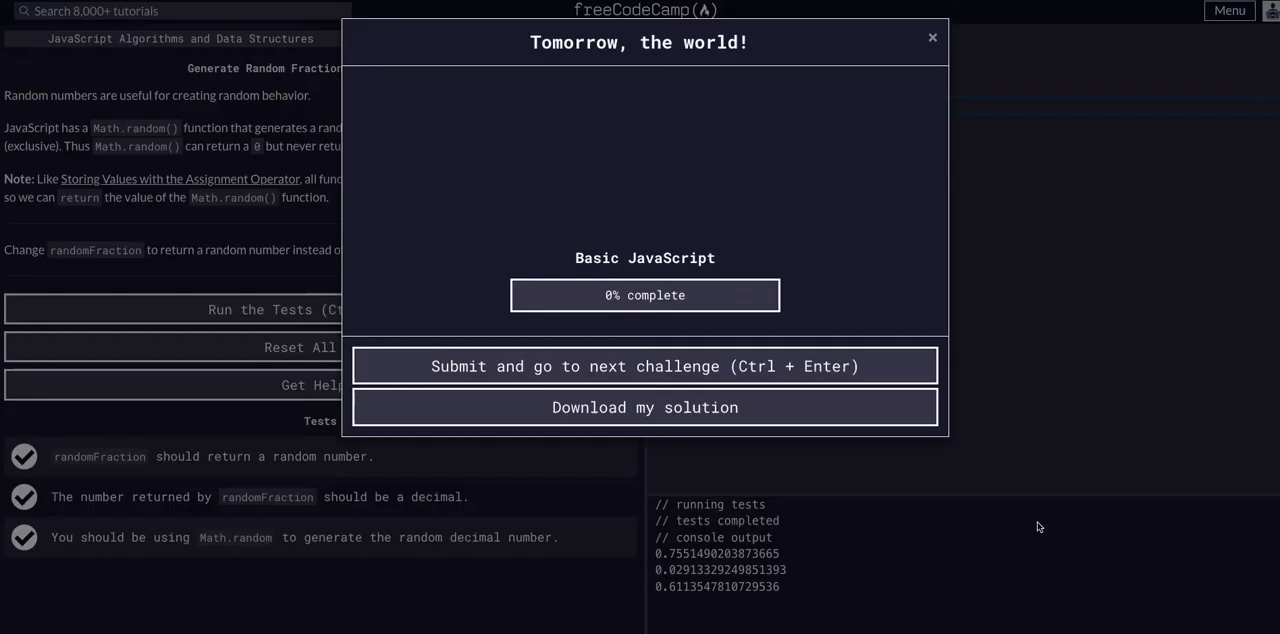 Search 8,000+ tutorials
freeCodeCamp
Menu
JavaScript Algorithms and Data Structures
Generate Random Fraction
Random numbers are useful for creating random behavior.
JavaScript has a Math.random() function that generates a
(exclusive). Thus Math.random() can return a 0 but never
Note: Like Storing Values with the Assignment Operator, all
so we can return the value of the Math.random() function.
Change randomFraction to return a random number instead
Run the Tests
Reset All
Get Help
Tests
randomFraction should return a random number.
The number returned by randomFraction should be a decimal.
You should be using Math.random to generate the random decimal number.
Tomorrow, the world!
×
Basic JavaScript
0% complete
Submit and go to next challenge (Ctrl + Enter)
Download my solution
// running tests
// tests completed
// console output
0.7551490203873665
0.02913329249851393
0.6113547810729536